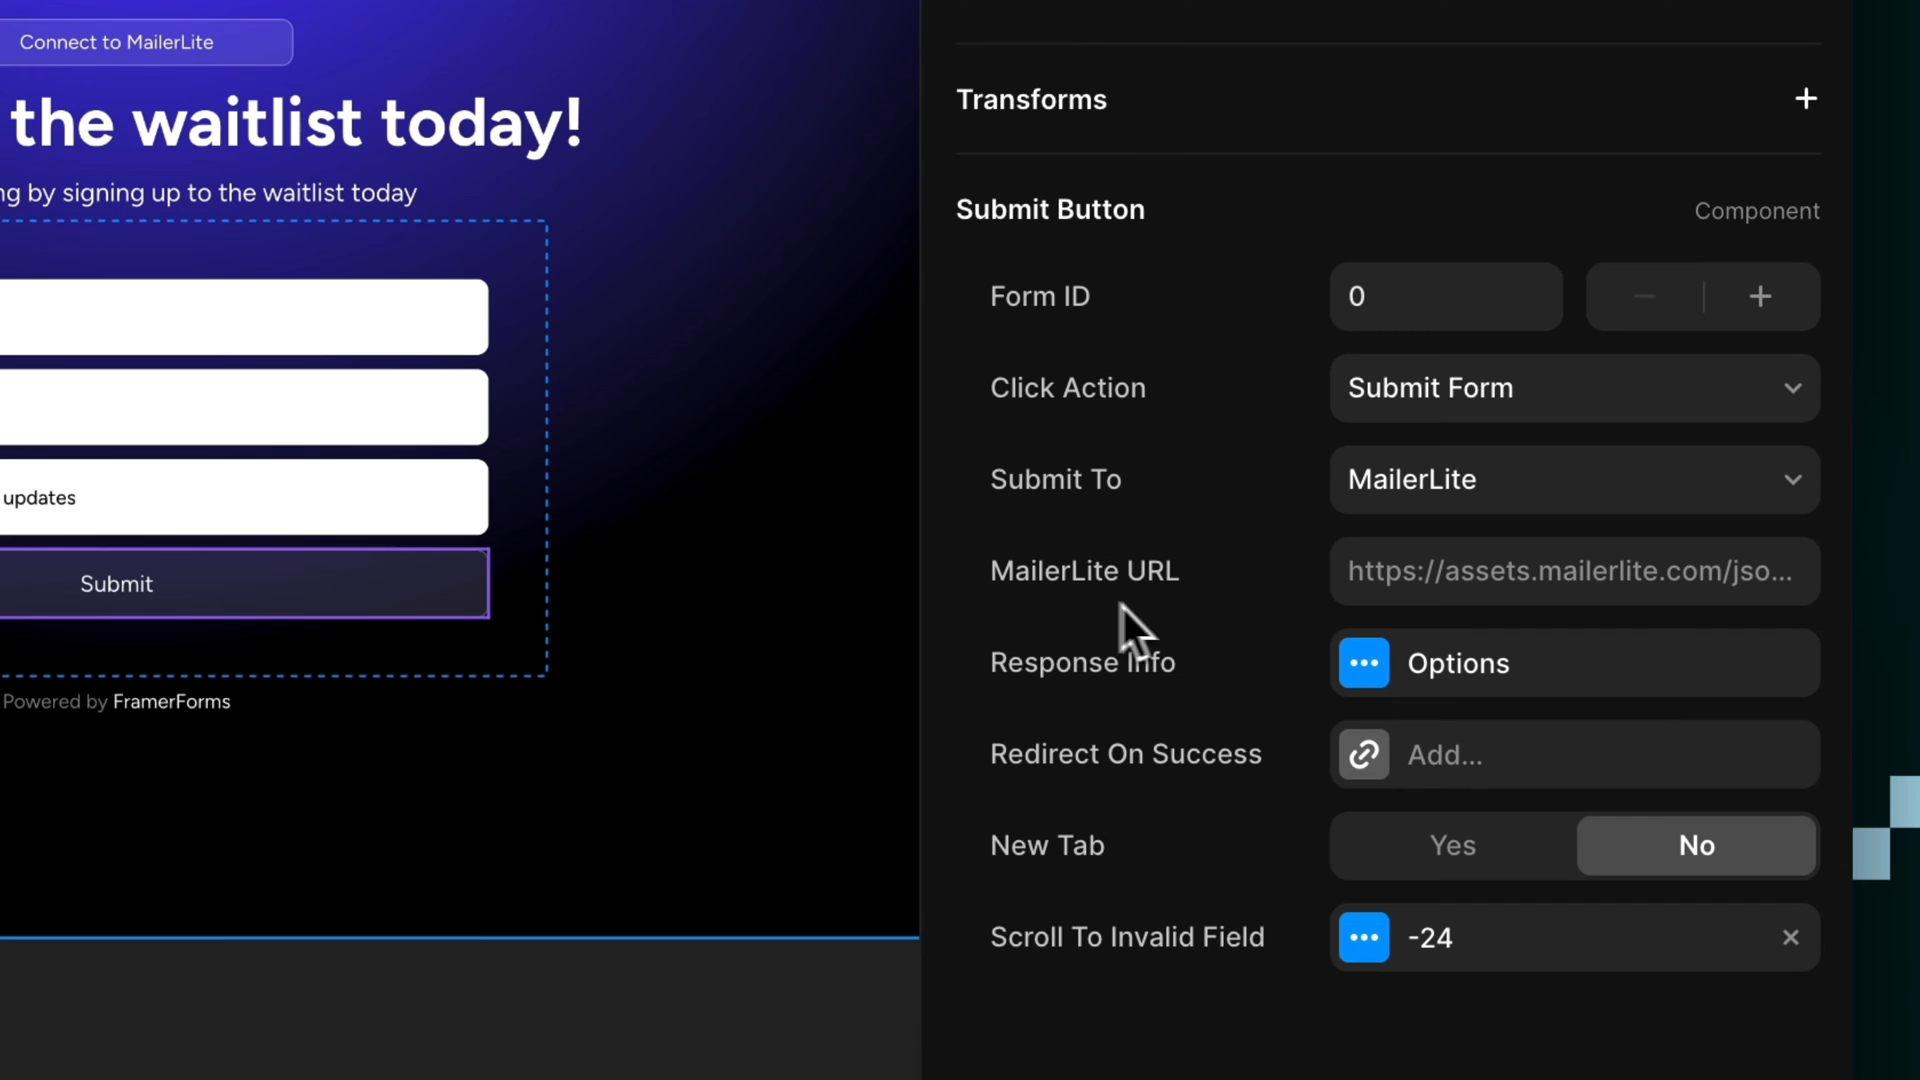 Connect to MailerLite
the waitlist today!
ng by signing up to the waitlist today
updates
Submit
Powered by FramerForms
Transforms
Submit Button
Component
Form ID
0
Click Action
Submit Form
Submit To
MailerLite
MailerLite URL
https://assets.mailerlite.com/jso...
Response Info
Options
Redirect On Success
Add...
New Tab
Yes
No
Scroll To Invalid Field
-24